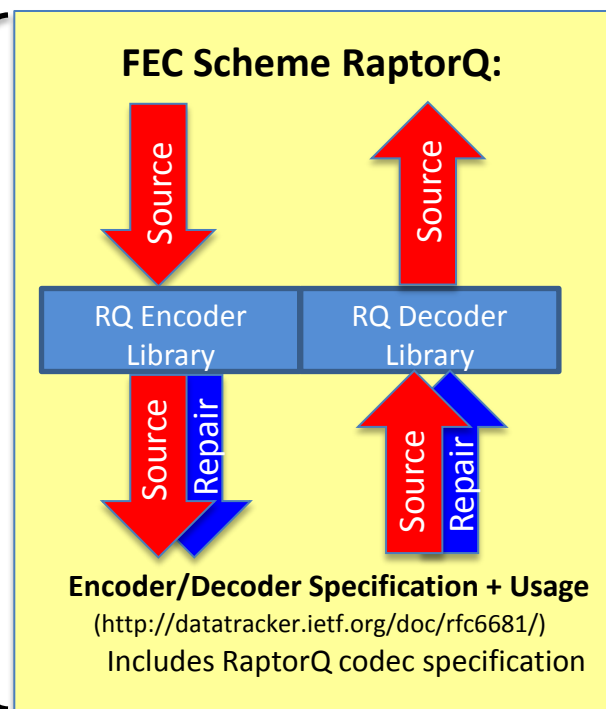 FEC Scheme RaptorQ:
Source
Source
RQ Encoder
Library
RQ Decoder
Library
Source
Repair
Source
Repair
Encoder/Decoder Specification + Usage
(http://datatracker.ietf.org/doc/rfc6681/)
Includes RaptorQ codec specification